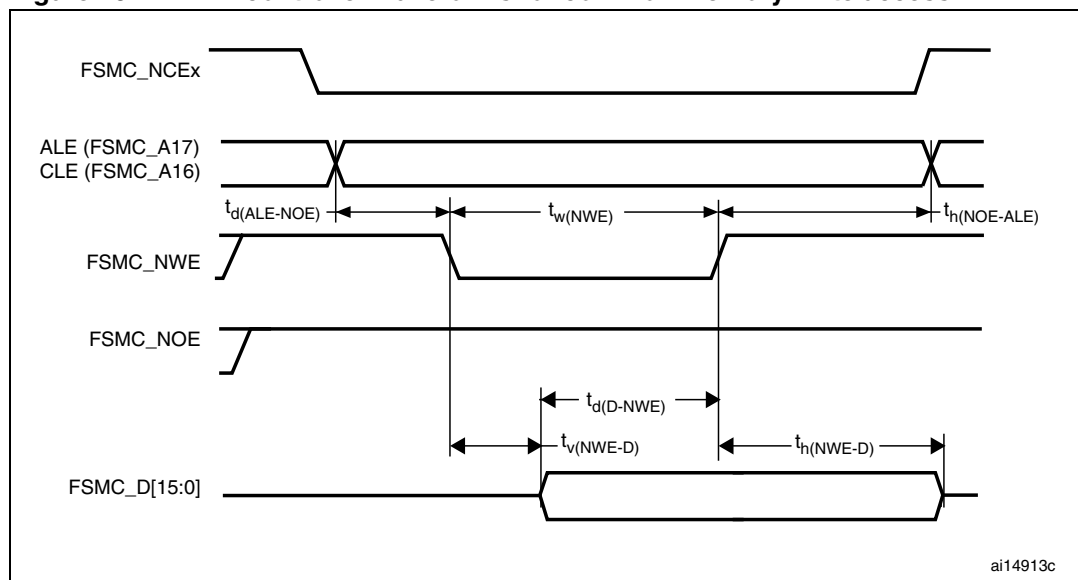 FSMC_NCEx
ALE (FSMC_A17)
CLE (FSMC_A16)
td(ALE-NOE)
tw(NWE)
th(NOE-ALE)
FSMC_NWE
FSMC_NOE
td(D-NWE)
tv(NWE-D)
th(NWE-D)
FSMC_D[15:0]
ai14913c